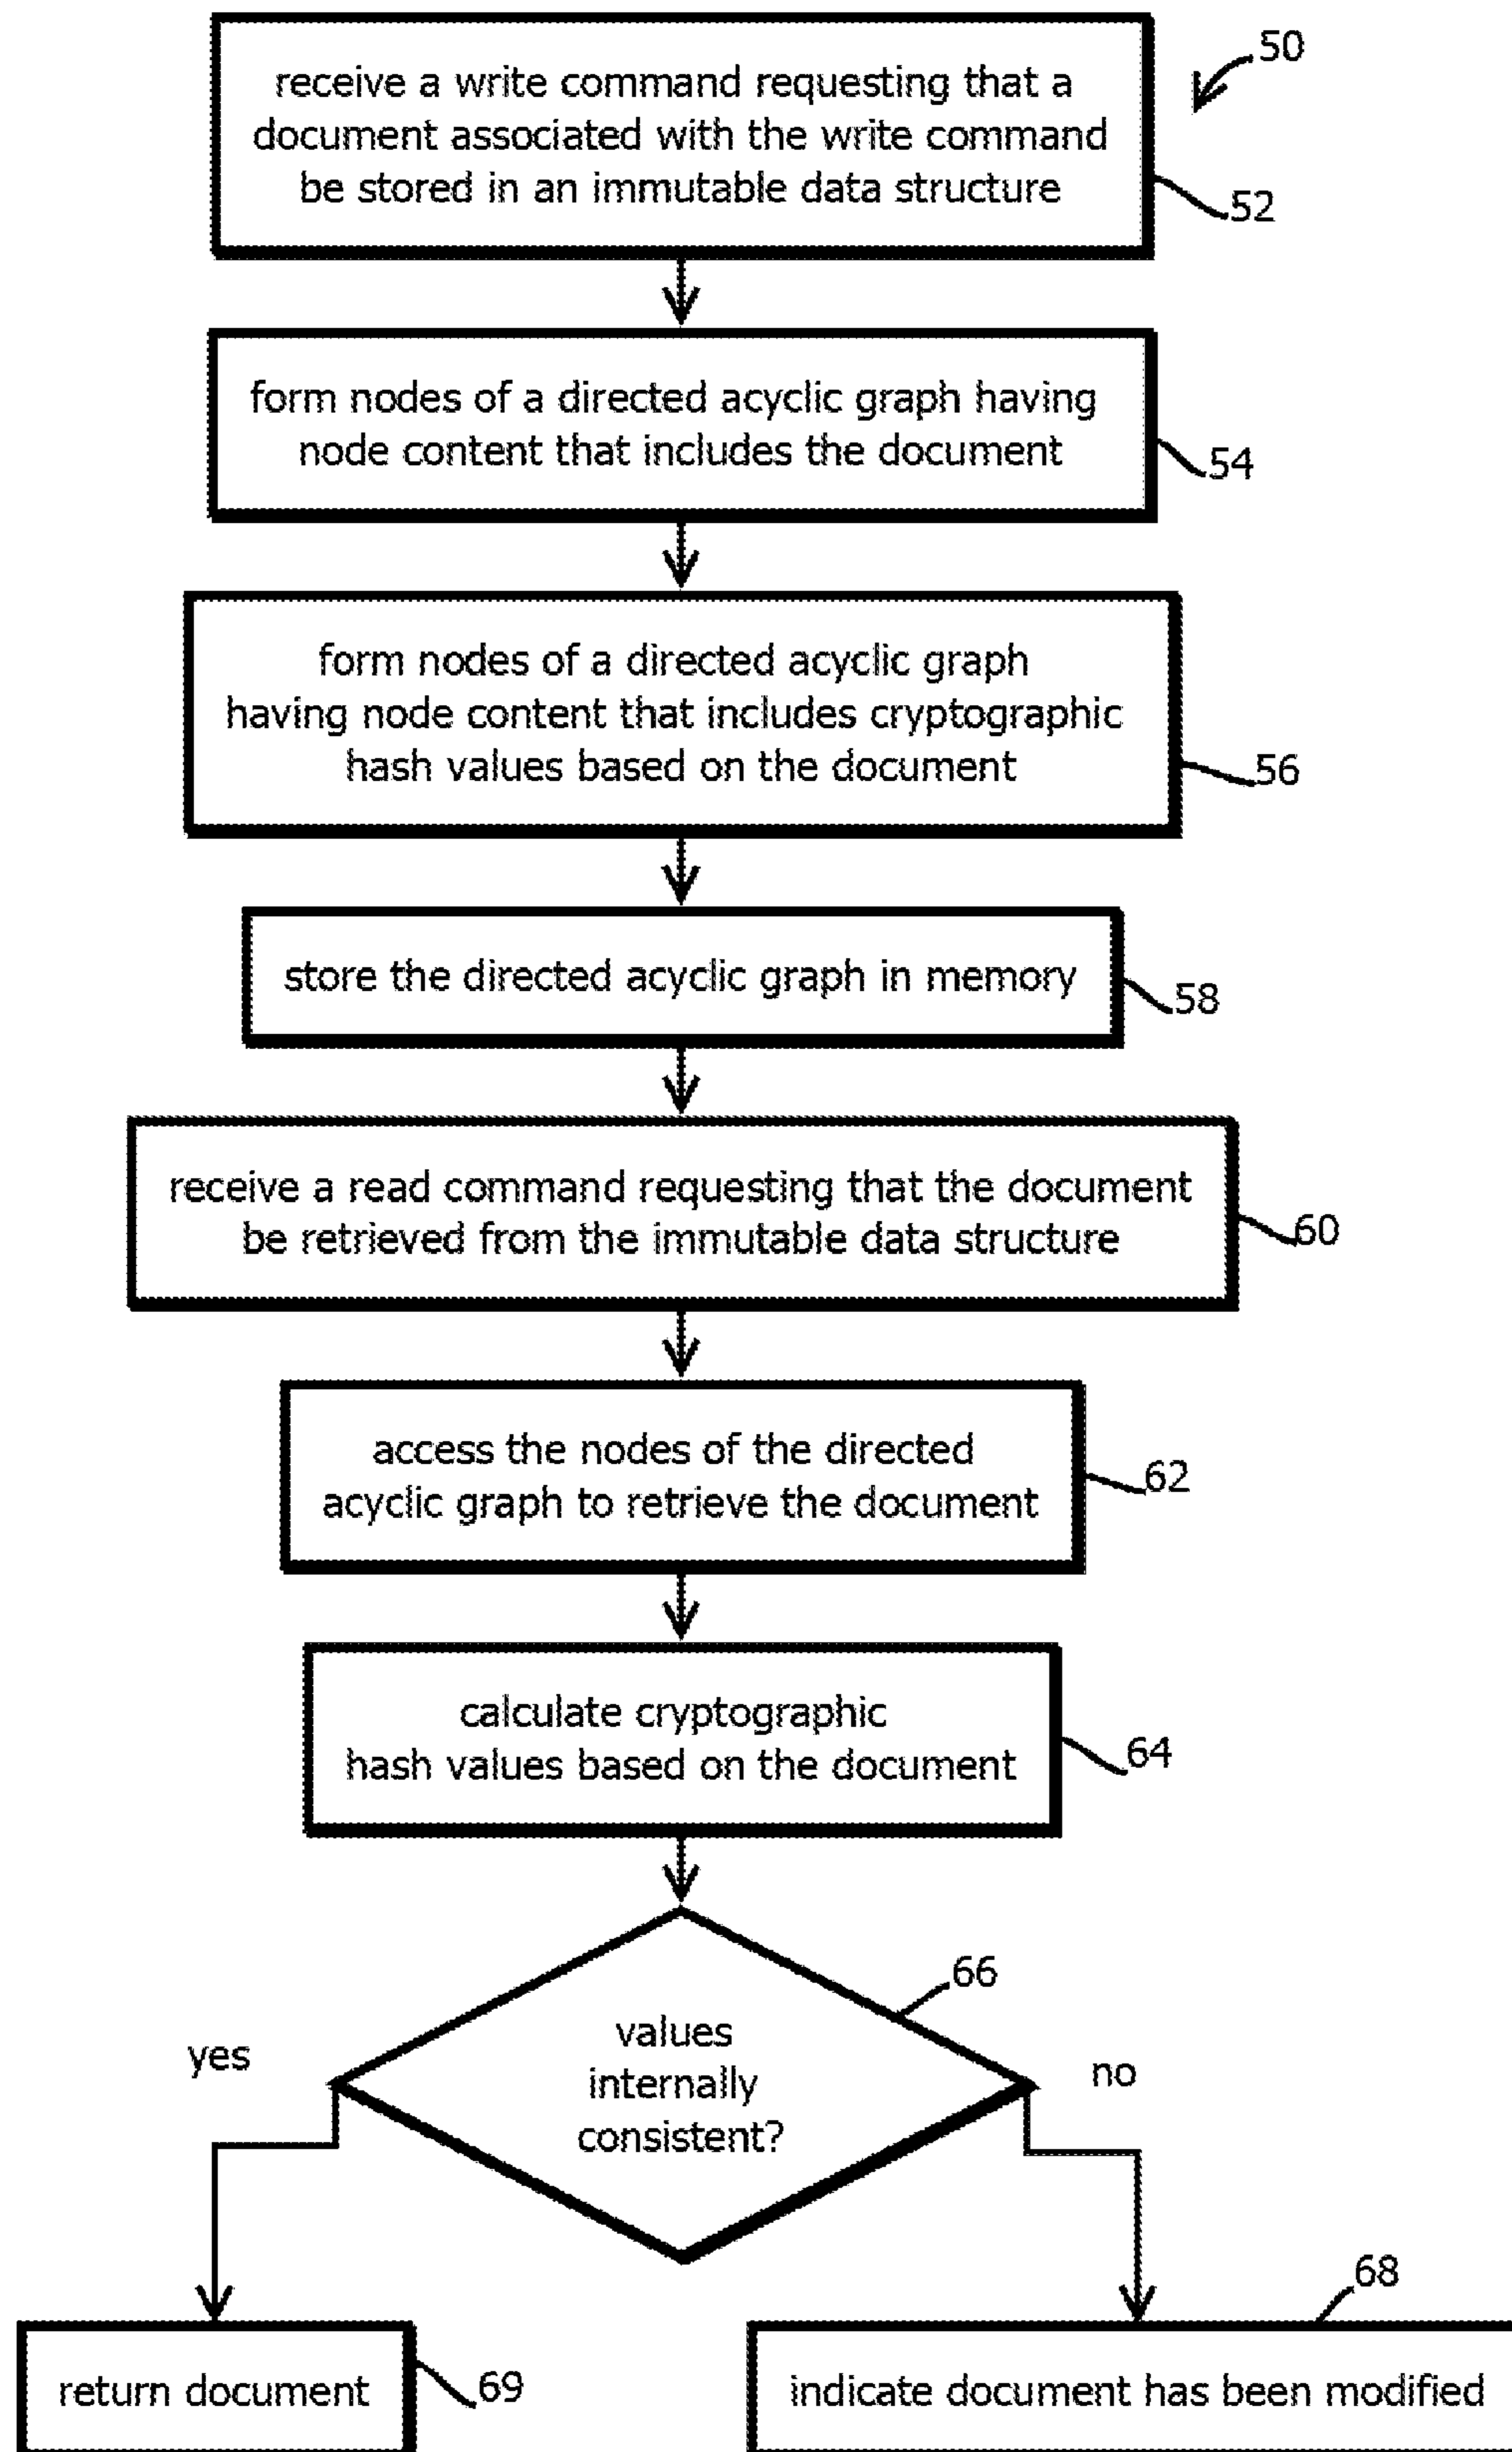 50
receive a write command requesting that a
document associated with the write command
be stored in an immutable data structure
52
form nodes of a directed acyclic graph having
node content that includes the document
54
form nodes of a directed acyclic graph
having node content that includes cryptographic
hash values based on the document
56
store the directed acyclic graph in memory
58
receive a read command requesting that the document
be retrieved from the immutable data structure
60
access the nodes of the directed
acyclic graph to retrieve the document
62
calculate cryptographic
hash values based on the document
64
66
values
internally
consistent?
yes
no
68
return document
69
indicate document has been modified